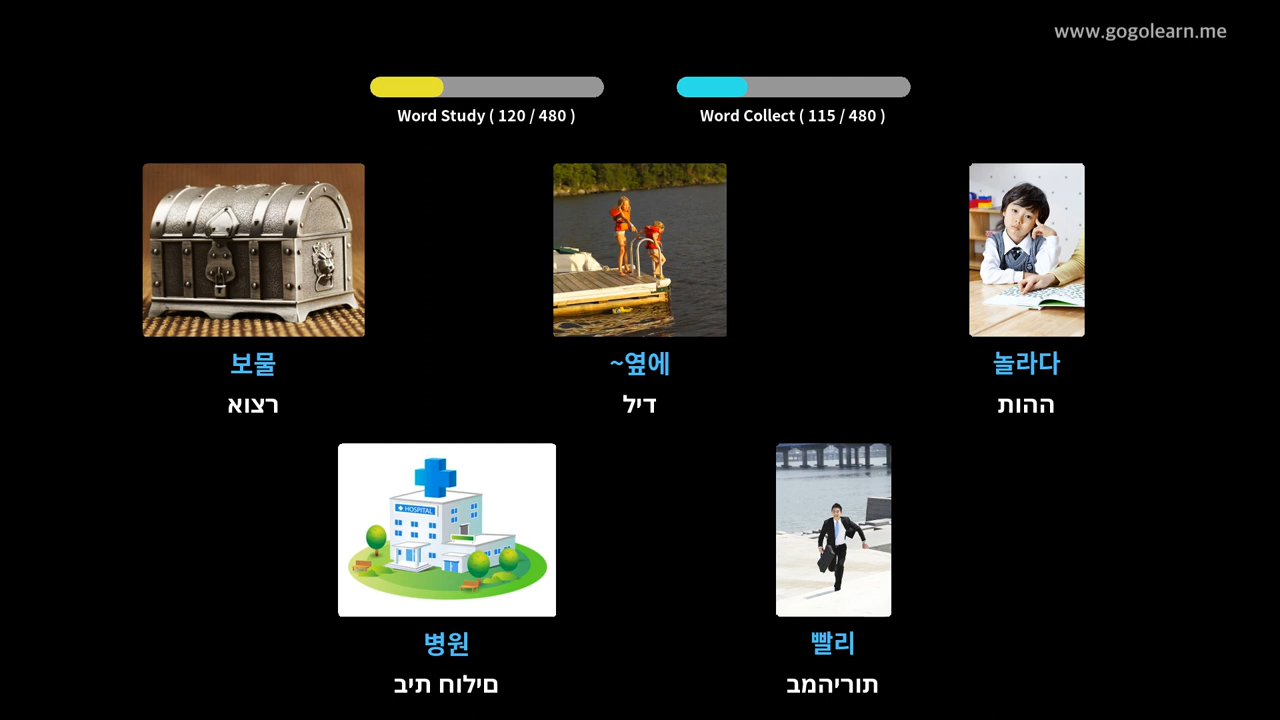 www.gogolearn.me
Word Study ( 120 / 480 )
Word Collect ( 115 / 480 )
보물
אוצר
~옆에
ליד
놀라다
תוהה
HOSPITAL
병원
בית חולים
빨리
במהירות